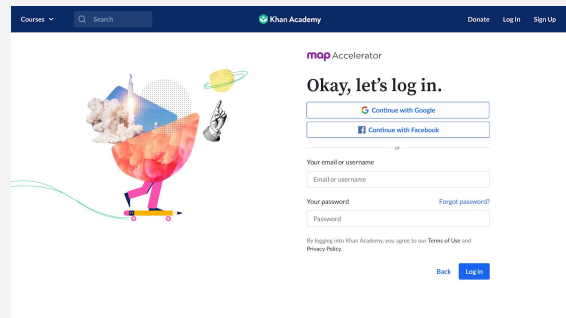 Courses
Search
Khan Academy
Donate
Log In
Sign Up
map Accelerator
Okay, let's log in.
Continue with Google
Continue with Facebook
or
Your email or username
Email or username
Your password
Forgot password?
Password
By logging into Khan Academy, you agree to our Terms of Use and
Privacy Policy.
Back
Log in